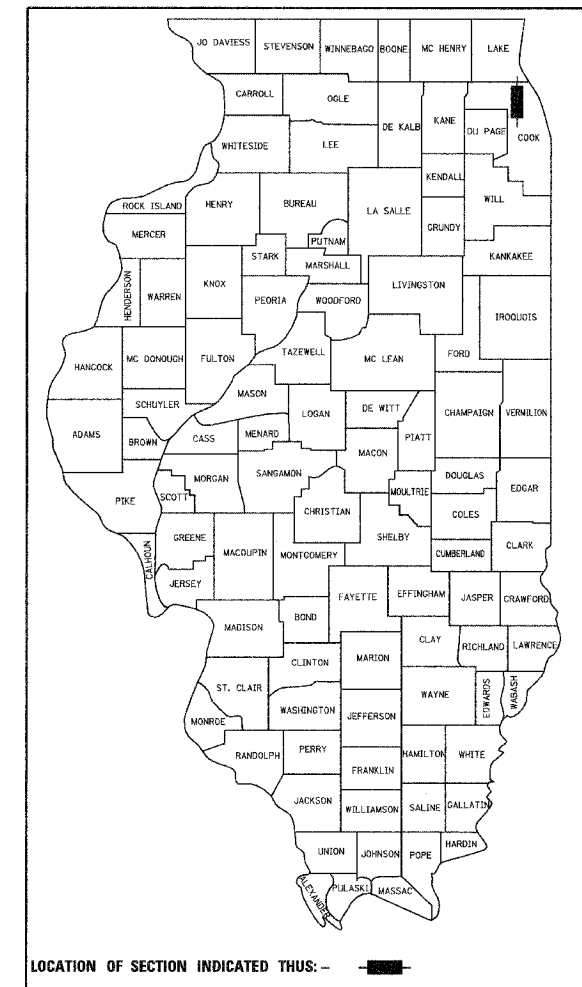 JO DAVIESS STEVENSON WINNEBAGO BOONE MC HENRY LAKE
CARROLL OGLE DE KALB KANE DU PAGE COOK
WHITESIDE LEE
KENDALL WILL
ROCK ISLAND HENRY BUREAU LA SALLE GRUNDY
MERCER PUTNAM KANKAKEE
STARK MARSHALL
HENDERSON WARREN KNOX PEORIA WOODFORD LIVINGSTON IROQUOIS
HANCOCK MC DONOUGH FULTON TAZEWELL MC LEAN FORD
MASON
SCHUYLER LOGAN DE WITT CHAMPAIGN VERMILION
ADAMS BROWN CASS MENARD PIATT
MACON
SANGAMON DOUGLAS
PIKE SCOTT MORGAN MOULTRIE EDGAR
CHRISTIAN COLES
CALHOUN GREENE MACOUPIN MONTGOMERY SHELBY CUMBERLAND CLARK
JERSEY
FAYETTE EFFINGHAM JASPER CRAWFORD
MADISON BOND
CLAY RICHLAND LAWRENCE
CLINTON MARION
ST. CLAIR WAYNE EDWARDS WABASH
WASHINGTON JEFFERSON
MONROE
RANDOLPH PERRY HAMILTON WHITE
FRANKLIN
JACKSON WILLIAMSON SALINE GALLATIN
UNION JOHNSON POPE HARDIN
ALEXANDER PULASKI MASSAC
LOCATION OF SECTION INDICATED THUS: -